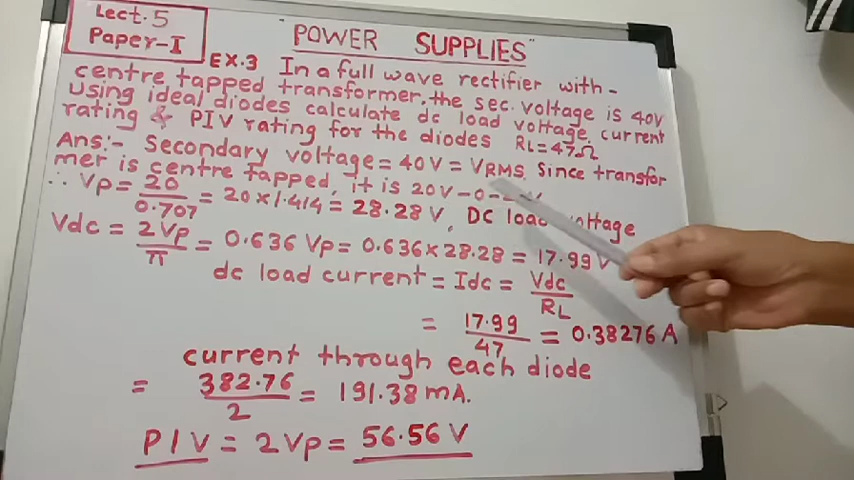 Lect. 5
Paper-I
"POWER SUPPLIES"
EX.3 In a full wave rectifier with-
centre tapped transformer, the sec. voltage is 40V
using ideal diodes calculate dc load voltage, current
rating & PIV rating for the diodes RL=47Ω
Ans:- Secondary voltage = 40V = VRMS. Since transfor
mer is centre tapped, it is 20V-0-
∴ Vp = 20/0.707 = 20×1.414 = 28.28 V, DC load voltage
Vdc = 2Vp/π = 0.636 Vp = 0.636×28.28 = 17.99 V
dc load current = Idc = Vdc/RL
= 17.99/47 = 0.38276 A
current through each diode
= 382.76/2 = 191.38 mA.
PIV = 2Vp = 56.56 V